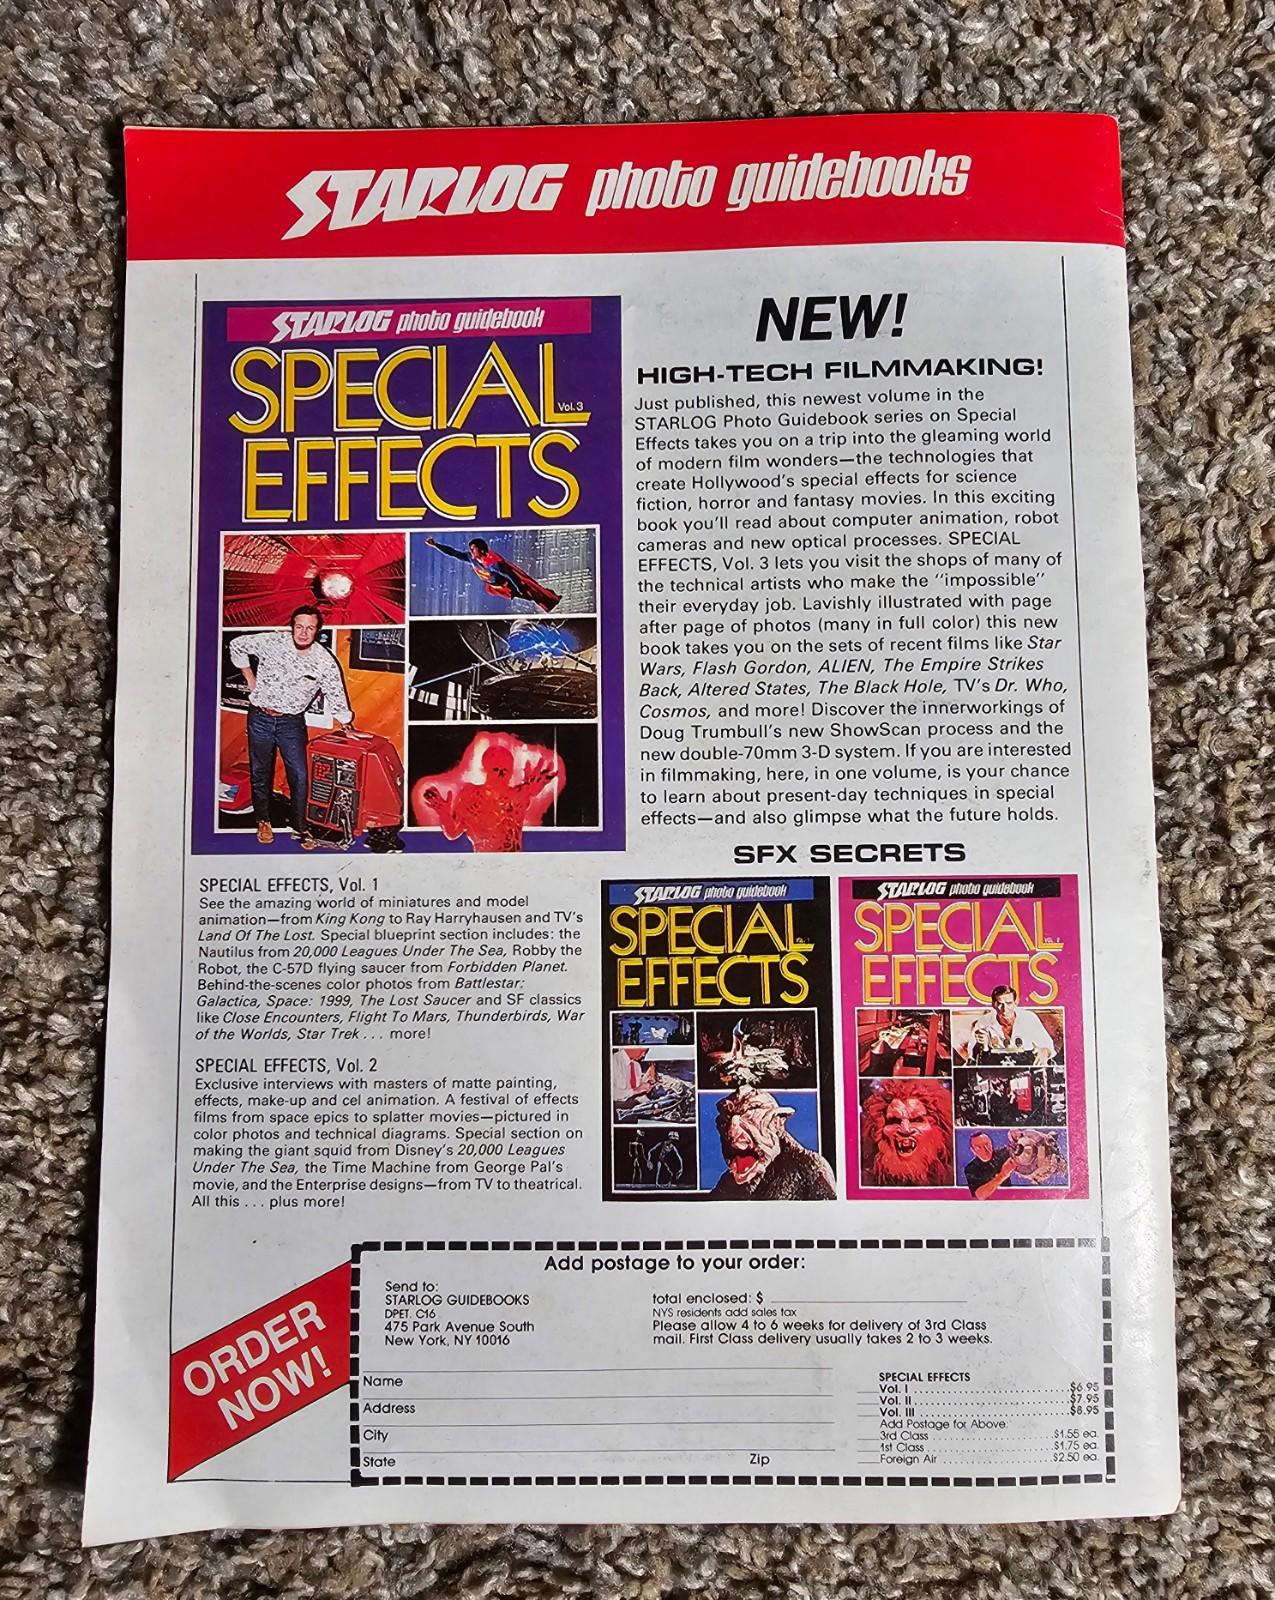 STARLOG photo guidebooks
STARLOG photo guidebook
SPECIAL
Vol. 3
EFFECTS
NEW!
HIGH-TECH FILMMAKING!
Just published, this newest volume in the
STARLOG Photo Guidebook series on Special
Effects takes you on a trip into the gleaming world
of modern film wonders—the technologies that
create Hollywood's special effects for science
fiction, horror and fantasy movies. In this exciting
book you'll read about computer animation, robot
cameras and new optical processes. SPECIAL
EFFECTS, Vol. 3 lets you visit the shops of many of
the technical artists who make the "impossible"
their everyday job. Lavishly illustrated with page
after page of photos (many in full color) this new
book takes you on the sets of recent films like Star
Wars, Flash Gordon, ALIEN, The Empire Strikes
Back, Altered States, The Black Hole, TV's Dr. Who,
Cosmos, and more! Discover the innerworkings of
Doug Trumbull's new ShowScan process and the
new double-70mm 3-D system. If you are interested
in filmmaking, here, in one volume, is your chance
to learn about present-day techniques in special
effects—and also glimpse what the future holds.
SFX SECRETS
SPECIAL EFFECTS, Vol. 1
See the amazing world of miniatures and model
animation—from King Kong to Ray Harryhausen and TV's
Land Of The Lost. Special blueprint section includes: the
Nautilus from 20,000 Leagues Under The Sea, Robby the
Robot, the C-57D flying saucer from Forbidden Planet.
Behind-the-scenes color photos from Battlestar:
Galactica, Space: 1999, The Lost Saucer and SF classics
like Close Encounters, Flight To Mars, Thunderbirds, War
of the Worlds, Star Trek . . . more!
SPECIAL EFFECTS, Vol. 2
Exclusive interviews with masters of matte painting,
effects, make-up and cel animation. A festival of effects
films from space epics to splatter movies—pictured in
color photos and technical diagrams. Special section on
making the giant squid from Disney's 20,000 Leagues
Under The Sea, the Time Machine from George Pal's
movie, and the Enterprise designs—from TV to theatrical.
All this . . . plus more!
STARLOG photo guidebook
SPECIAL
EFFECTS
STARLOG photo guidebook
SPECIAL
EFFECTS
ORDER
NOW!
Add postage to your order:
Send to:
STARLOG GUIDEBOOKS
DPET. C16
475 Park Avenue South
New York, NY 10016
total enclosed: $
NYS residents add sales tax
Please allow 4 to 6 weeks for delivery of 3rd Class
mail. First Class delivery usually takes 2 to 3 weeks.
Name
Address
City
State Zip
SPECIAL EFFECTS
Vol. I $6.95
Vol. II $7.95
Vol. III $8.95
Add Postage for Above:
3rd Class $1.55 ea.
1st Class $1.75 ea.
Foreign Air $2.50 ea.